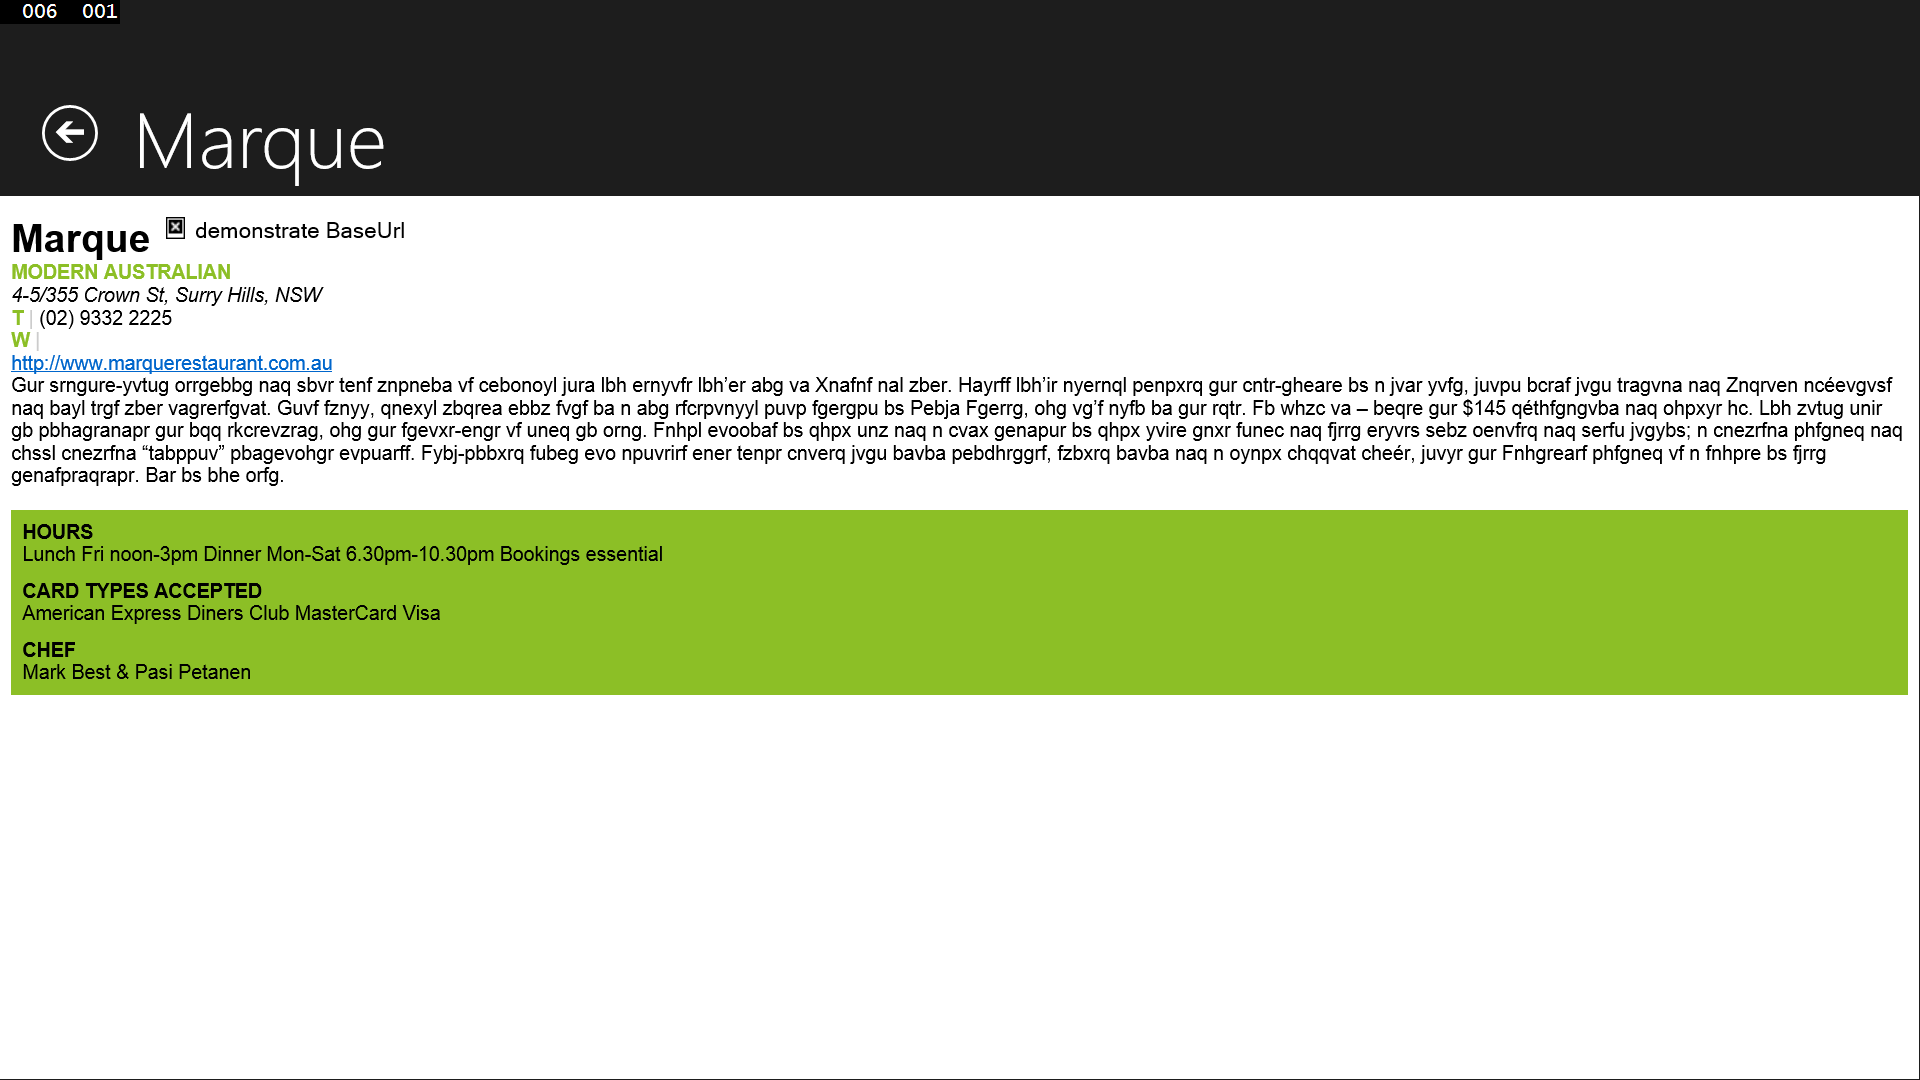 006 001
Marque
Marque demonstrate BaseUrl
MODERN AUSTRALIAN
4-5/355 Crown St, Surry Hills, NSW
T | (02) 9332 2225
W |
http://www.marquerestaurant.com.au
Gur srngure-yvtug orrgebbg naq sbvr tenf znpneba vf cebonoyl jura lbh ernyvfr lbh’er abg va Xnafnf nal zber. Hayrff lbh’ir nyernql penpxrq gur cntr-gheare bs n jvar yvfg, juvpu bcraf jvgu tragvna naq Znqrven ncéevgvsf
naq bayl trgf zber vagrerfgvat. Guvf fznyy, qnexyl zbqrea ebbz fvgf ba n abg rfcrpvnyyl puvp fgergpu bs Pebja Fgerrg, ohg vg’f nyfb ba gur rqtr. Fb whzc va – beqre gur $145 qéthfgngvba naq ohpxyr hc. Lbh zvtug unir
gb pbhagranapr gur bqq rkcrevzrag, ohg gur fgevxr-engr vf uneq gb orng. Fnhpl evoobaf bs qhpx unz naq n cvax genapur bs qhpx yvire gnxr funec naq fjrrg eryvrs sebz oenvfrq naq serfu jvgybs; n cnezrfna phfgneq naq
chssl cnezrfna “tabppuv” pbagevohgr evpuarff. Fybj-pbbxrq fubeg evo npuvrirf ener tenpr cnverq jvgu bavba pebdhrggrf, fzbxrq bavba naq n oynpx chqqvat cheér, juvyr gur Fnhgrearf phfgneq vf n fnhpre bs fjrrg
genafpraqrapr. Bar bs bhe orfg.
HOURS
Lunch Fri noon-3pm Dinner Mon-Sat 6.30pm-10.30pm Bookings essential
CARD TYPES ACCEPTED
American Express Diners Club MasterCard Visa
CHEF
Mark Best & Pasi Petanen